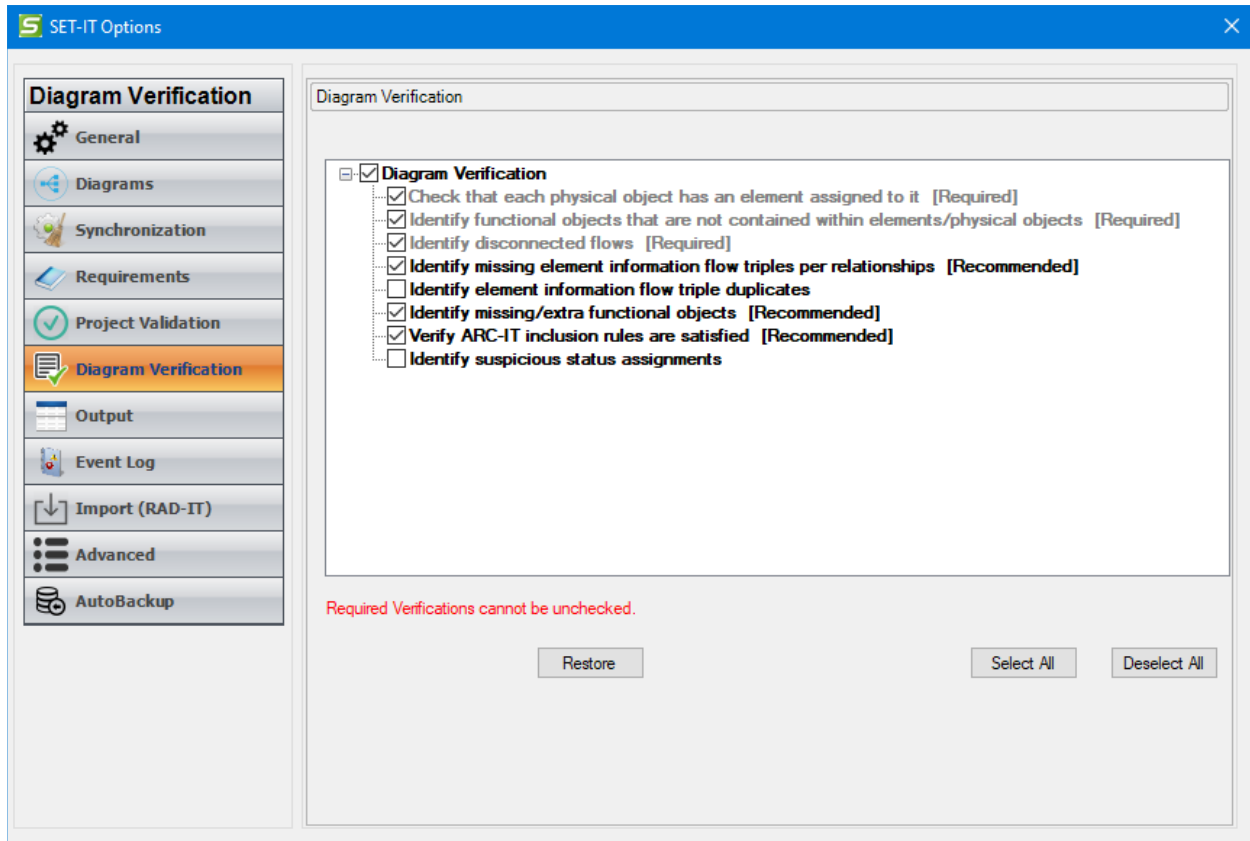 SET-IT Options
Diagram Verification
General
Diagrams
Synchronization
Requirements
Project Validation
Diagram Verification
Output
Event Log
Import (RAD-IT)
Advanced
AutoBackup
Diagram Verification
Diagram Verification
Check that each physical object has an element assigned to it [Required]
Identify functional objects that are not contained within elements/physical objects [Required]
Identify disconnected flows [Required]
Identify missing element information flow triples per relationships [Recommended]
Identify element information flow triple duplicates
Identify missing/extra functional objects [Recommended]
Verify ARC-IT inclusion rules are satisfied [Recommended]
Identify suspicious status assignments
Required Verifications cannot be unchecked.
Restore
Select All
Deselect All